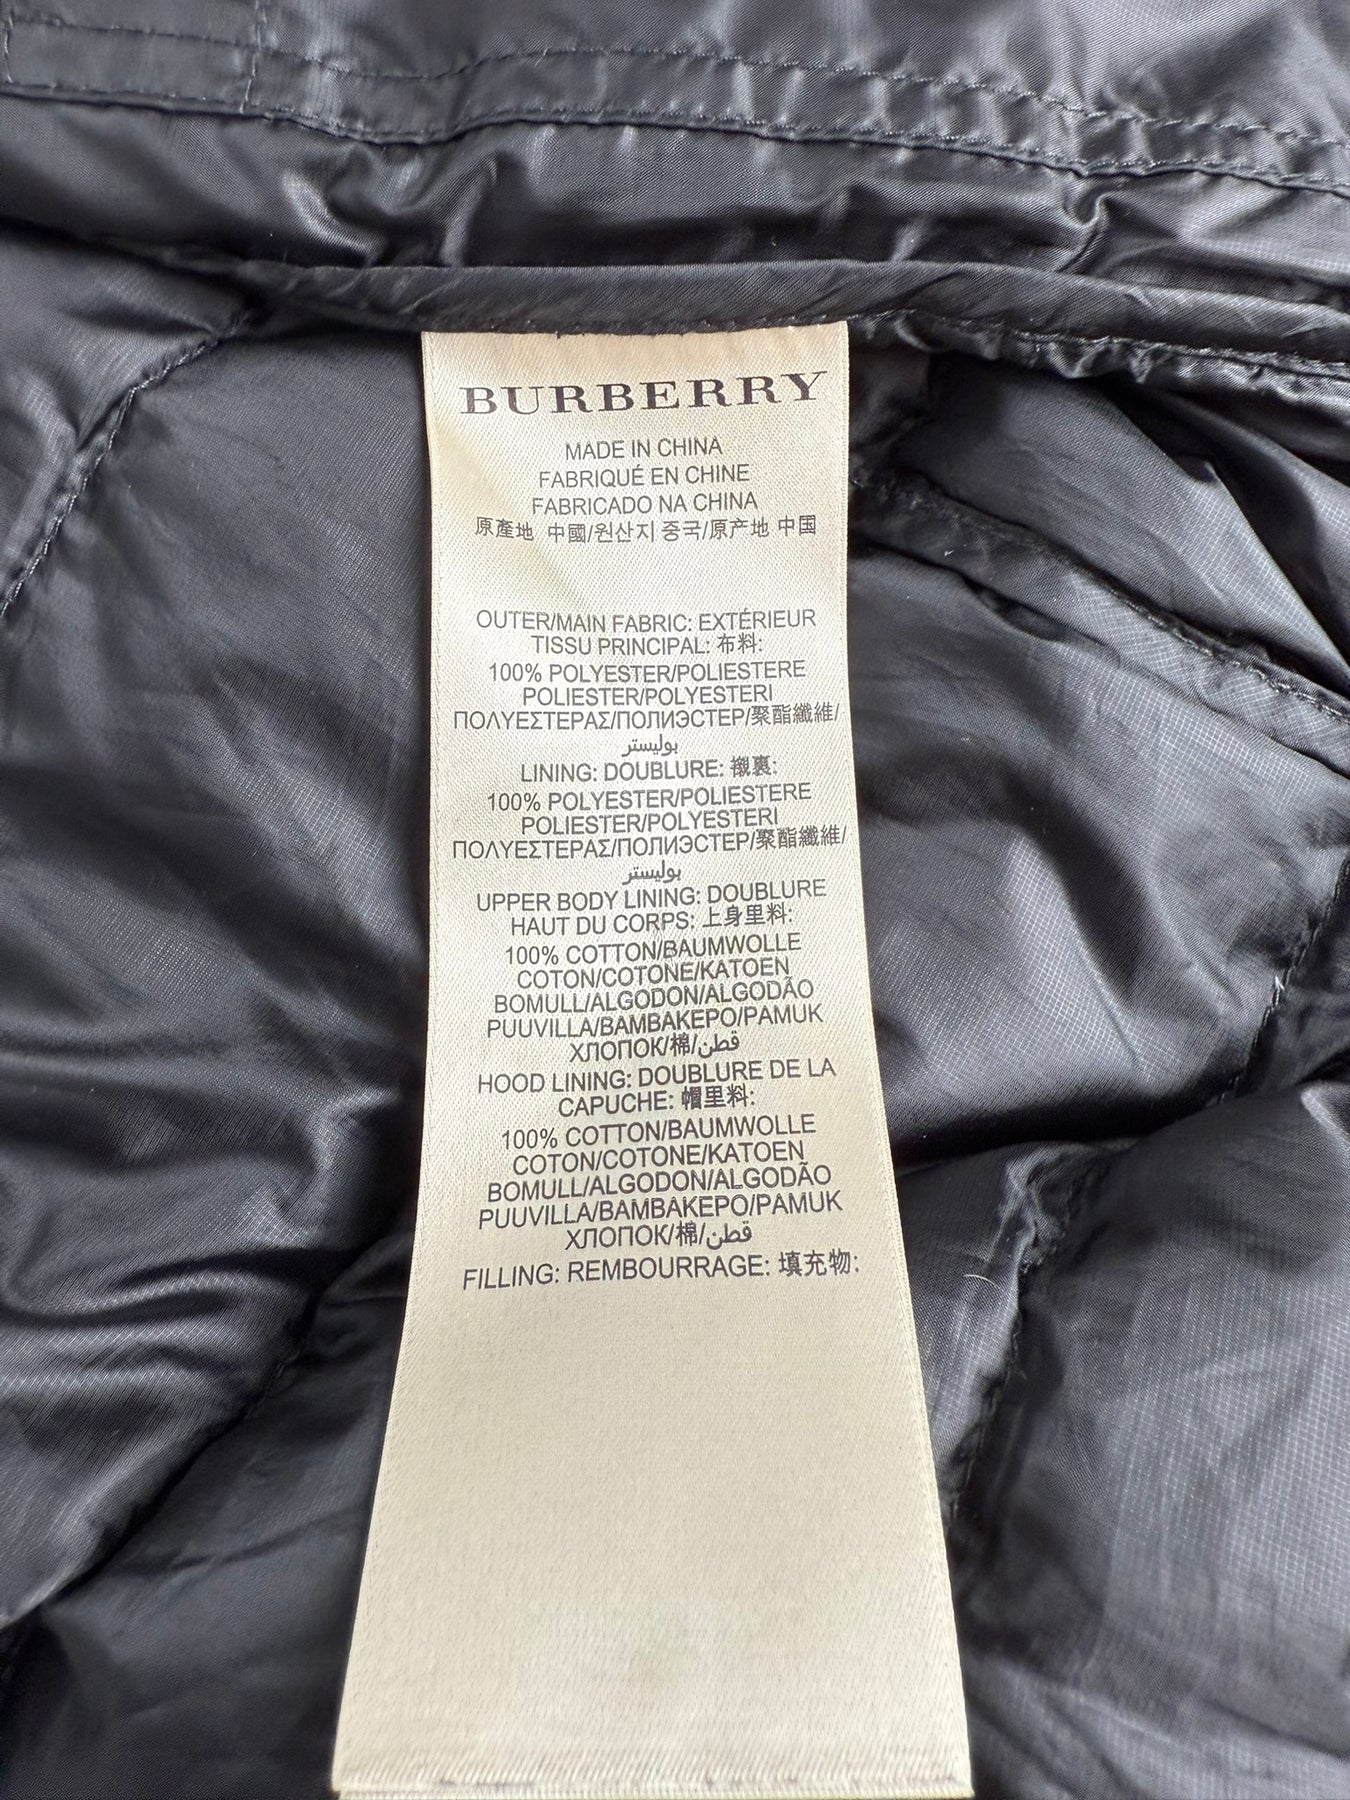 BURBERRY
MADE IN CHINA
FABRIQUÉ EN CHINE
FABRICADO NA CHINA
原產地 中國/원산지 중국/原产地 中国
OUTER/MAIN FABRIC: EXTÉRIEUR
TISSU PRINCIPAL: 布料:
100% POLYESTER/POLIESTERE
POLIESTER/POLYESTERI
ΠΟΛΥΕΣΤΕΡΑΣ/ПОЛИЭСТЕР/聚酯纖維/
بوليستر
LINING: DOUBLURE: 襯裏:
100% POLYESTER/POLIESTERE
POLIESTER/POLYESTERI
ΠΟΛΥΕΣΤΕΡΑΣ/ПОЛИЭСТЕР/聚酯纖維/
بوليستر
UPPER BODY LINING: DOUBLURE
HAUT DU CORPS: 上身里料:
100% COTTON/BAUMWOLLE
COTON/COTONE/KATOEN
BOMULL/ALGODON/ALGODÃO
PUUVILLA/ΒΑΜΒΑΚΕΡΟ/PAMUK
ХЛОПОК/棉/قطن
HOOD LINING: DOUBLURE DE LA
CAPUCHE: 帽里料:
100% COTTON/BAUMWOLLE
COTON/COTONE/KATOEN
BOMULL/ALGODON/ALGODÃO
PUUVILLA/ΒΑΜΒΑΚΕΡΟ/PAMUK
ХЛОПОК/棉/قطن
FILLING: REMBOURRAGE: 填充物: